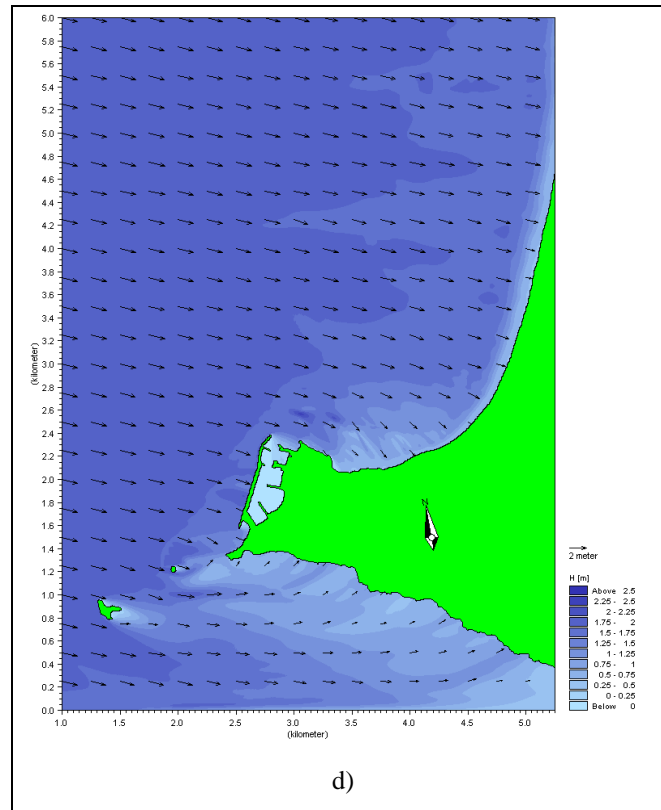 6.0
5.8
5.6
5.4
5.2
5.0
4.8
4.6
4.4
4.2
4.0
3.8
3.6
3.4
3.2
3.0
2.8
2.6
2.4
2.2
2.0
1.8
1.6
1.4
1.2
1.0
0.8
0.6
0.4
0.2
0.0
(kilometer)
1.0 1.5 2.0 2.5 3.0 3.5 4.0 4.5 5.0
(kilometer)
N
2 meter
H [m]
Above 2.5
2.25 - 2.5
2 - 2.25
1.75 - 2
1.5 - 1.75
1.25 - 1.5
1 - 1.25
0.75 - 1
0.5 - 0.75
0.25 - 0.5
0 - 0.25
Below 0
d)